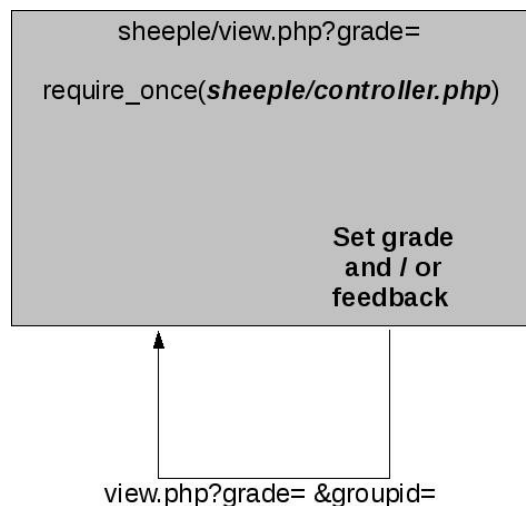 sheeple/view.php?grade=
require_once(sheeple/controller.php)
Set grade
and / or
feedback
view.php?grade= &groupid=